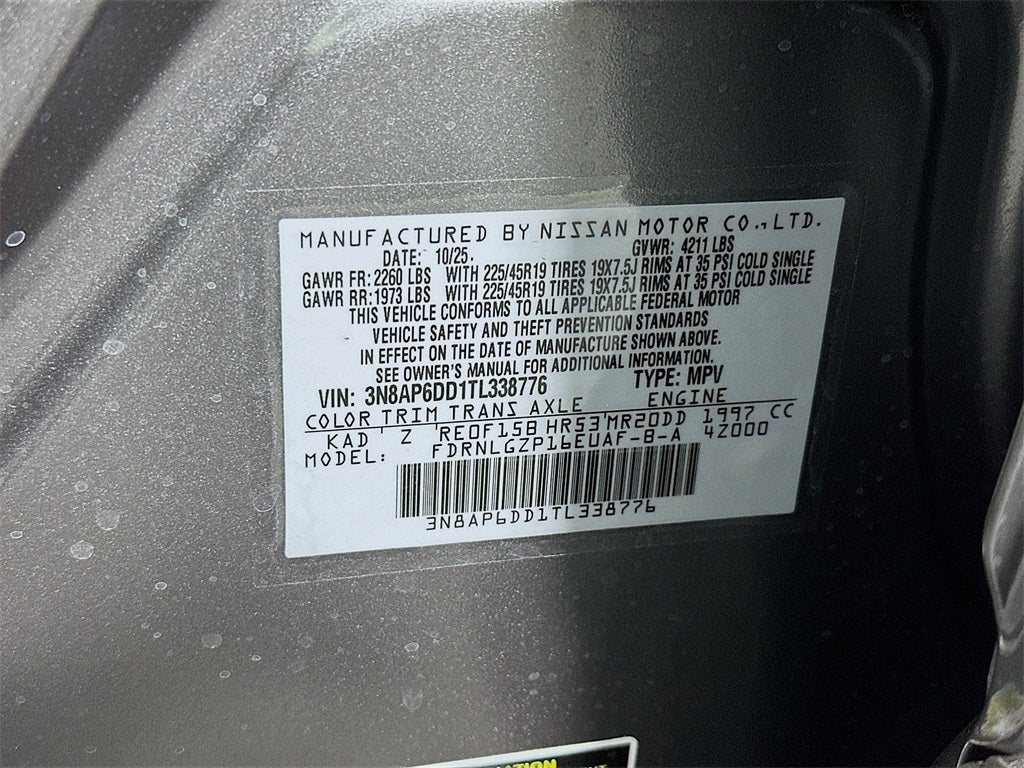 MANUFACTURED BY NISSAN MOTOR CO.,LTD.
DATE: 10/25. GVWR: 4211 LBS
GAWR FR: 2260 LBS WITH 225/45R19 TIRES 19X7.5J RIMS AT 35 PSI COLD SINGLE
GAWR RR: 1973 LBS WITH 225/45R19 TIRES 19X7.5J RIMS AT 35 PSI COLD SINGLE
THIS VEHICLE CONFORMS TO ALL APPLICABLE FEDERAL MOTOR
VEHICLE SAFETY AND THEFT PREVENTION STANDARDS
IN EFFECT ON THE DATE OF MANUFACTURE SHOWN ABOVE.
SEE OWNER'S MANUAL FOR ADDITIONAL INFORMATION.
VIN: 3N8AP6DD1TL338776 TYPE: MPV
COLOR TRIM TRANS AXLE ENGINE
KAD ' Z RE0F15B HR53'MR20DD 1997 CC
MODEL: FDRNLGZP16EUAF-B-A 4Z000
3N8AP6DD1TL338776